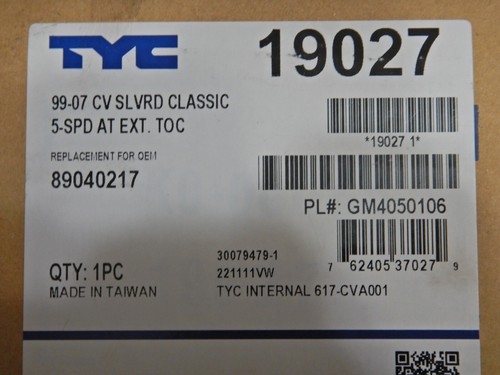 TYC 19027
99-07 CV SLVRD CLASSIC
5-SPD AT EXT. TOC
*19027 1*
REPLACEMENT FOR OEM
89040217
PL#: GM4050106
30079479-1
QTY: 1PC 221111VW
7 62405 37027 9
MADE IN TAIWAN TYC INTERNAL 617-CVA001